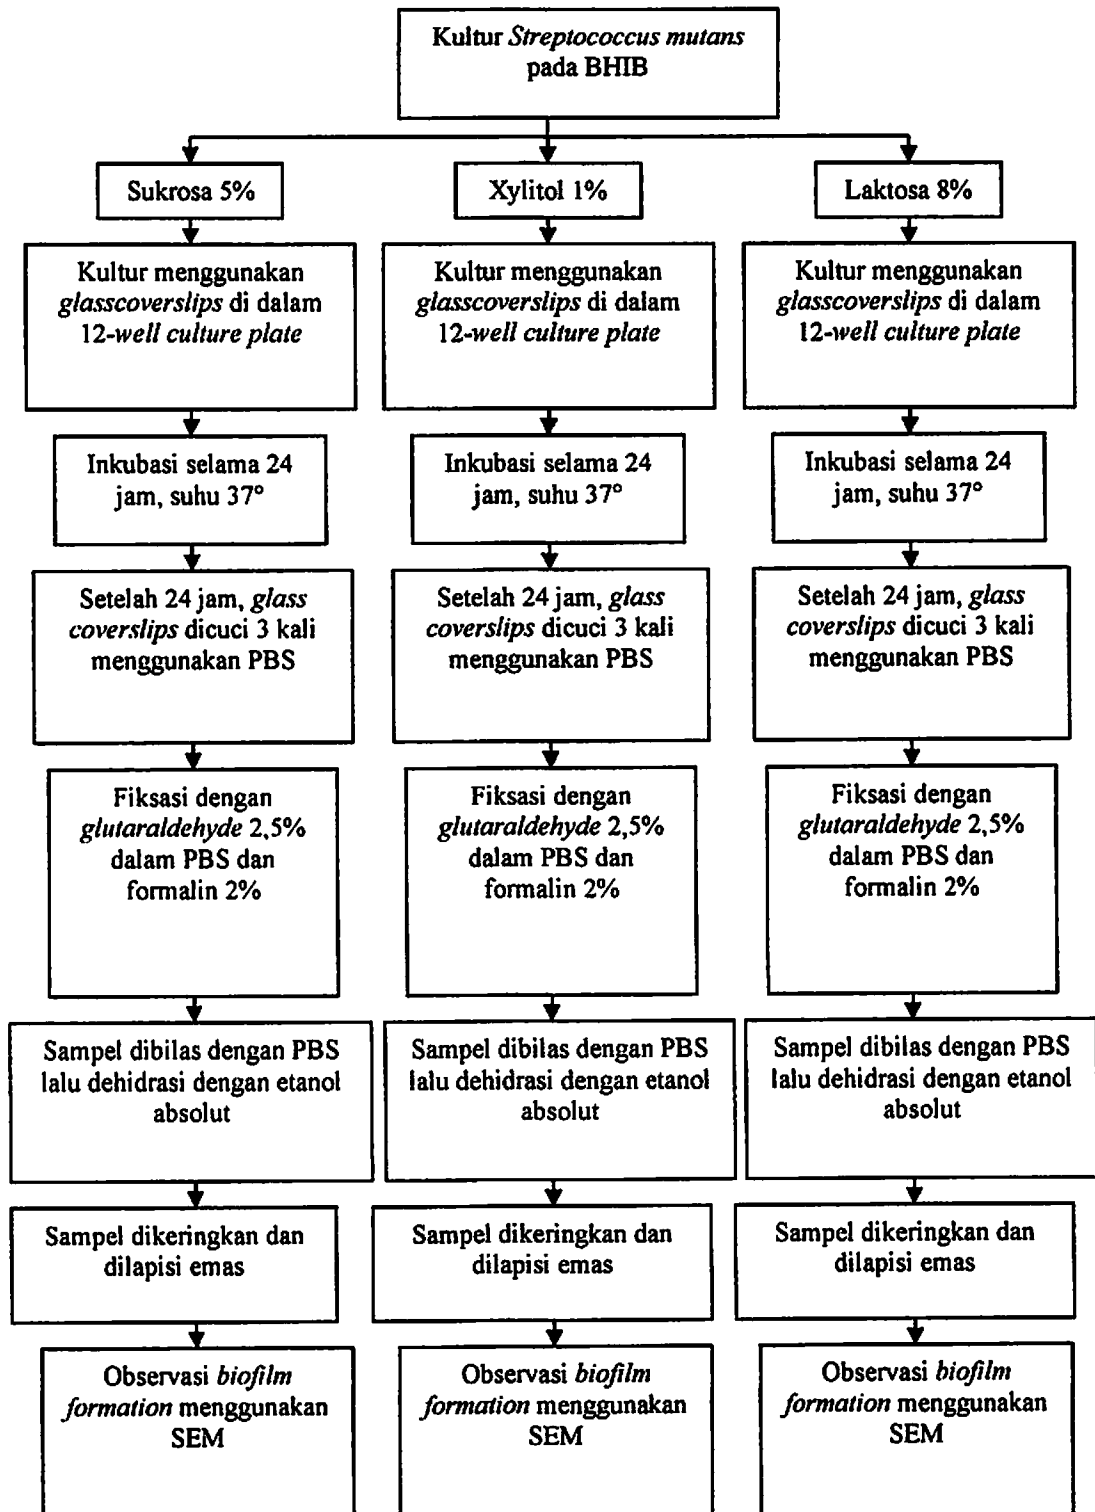 Kultur Streptococcus mutans
pada BHIB
Sukrosa 5%
Xylitol 1%
Laktosa 8%
Kultur menggunakan
glasscoverslips di dalam
12-well culture plate
Kultur menggunakan
glasscoverslips di dalam
12-well culture plate
Kultur menggunakan
glasscoverslips di dalam
12-well culture plate
Inkubasi selama 24
jam, suhu 37°
Inkubasi selama 24
jam, suhu 37°
Inkubasi selama 24
jam, suhu 37°
Setelah 24 jam, glass
coverslips dicuci 3 kali
menggunakan PBS
Setelah 24 jam, glass
coverslips dicuci 3 kali
menggunakan PBS
Setelah 24 jam, glass
coverslips dicuci 3 kali
menggunakan PBS
Fiksasi dengan
glutaraldehyde 2,5%
dalam PBS dan
formalin 2%
Fiksasi dengan
glutaraldehyde 2,5%
dalam PBS dan
formalin 2%
Fiksasi dengan
glutaraldehyde 2,5%
dalam PBS dan
formalin 2%
Sampel dibilas dengan PBS
lalu dehidrasi dengan etanol
absolut
Sampel dibilas dengan PBS
lalu dehidrasi dengan etanol
absolut
Sampel dibilas dengan PBS
lalu dehidrasi dengan etanol
absolut
Sampel dikeringkan dan
dilapisi emas
Sampel dikeringkan dan
dilapisi emas
Sampel dikeringkan dan
dilapisi emas
Observasi biofilm
formation menggunakan
SEM
Observasi biofilm
formation menggunakan
SEM
Observasi biofilm
formation menggunakan
SEM